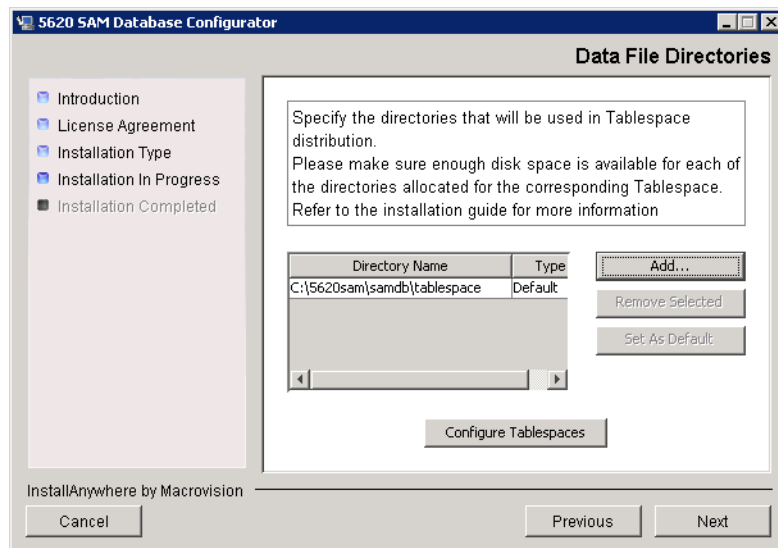 5620 SAM Database Configurator
Data File Directories
Introduction
License Agreement
Installation Type
Installation In Progress
Installation Completed
Specify the directories that will be used in Tablespace
distribution.
Please make sure enough disk space is available for each of
the directories allocated for the corresponding Tablespace.
Refer to the installation guide for more information
Directory Name Type
C:\5620sam\samdb\tablespace Default
Add...
Remove Selected
Set As Default
Configure Tablespaces
InstallAnywhere by Macrovision
Cancel Previous Next